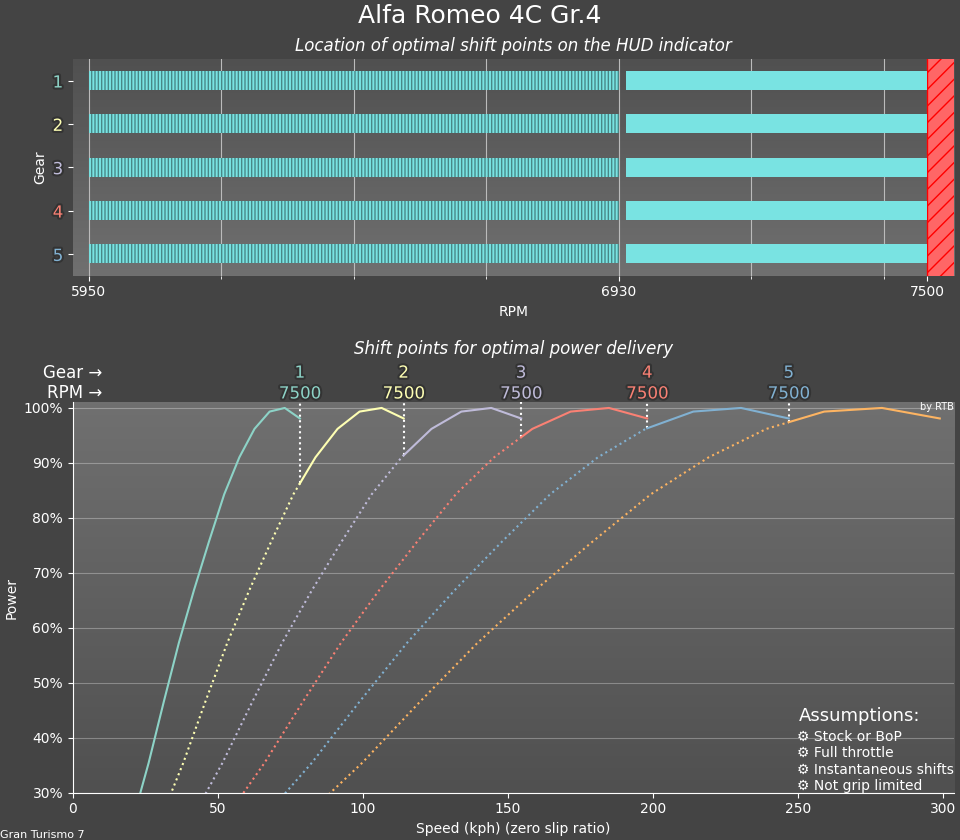 Alfa Romeo 4C Gr.4
Location of optimal shift points on the HUD indicator
1
2
3
4
5
Gear
5950 6930 7500
RPM
Shift points for optimal power delivery
Gear → 1 2 3 4 5
RPM → 7500 7500 7500 7500 7500
by RTB
100%
90%
80%
70%
60%
50%
40%
30%
Power
Assumptions:
⚙ Stock or BoP
⚙ Full throttle
⚙ Instantaneous shifts
⚙ Not grip limited
0 50 100 150 200 250 300
Speed (kph) (zero slip ratio)
Gran Turismo 7